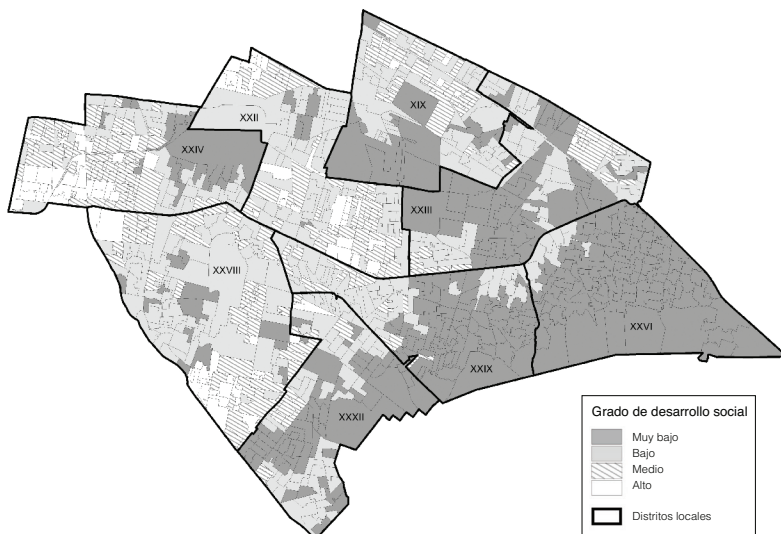 XIX
XXII
XXIV
XXIII
XXVIII
XXVI
XXIX
XXXII
Grado de desarrollo social
Muy bajo
Bajo
Medio
Alto
Distritos locales